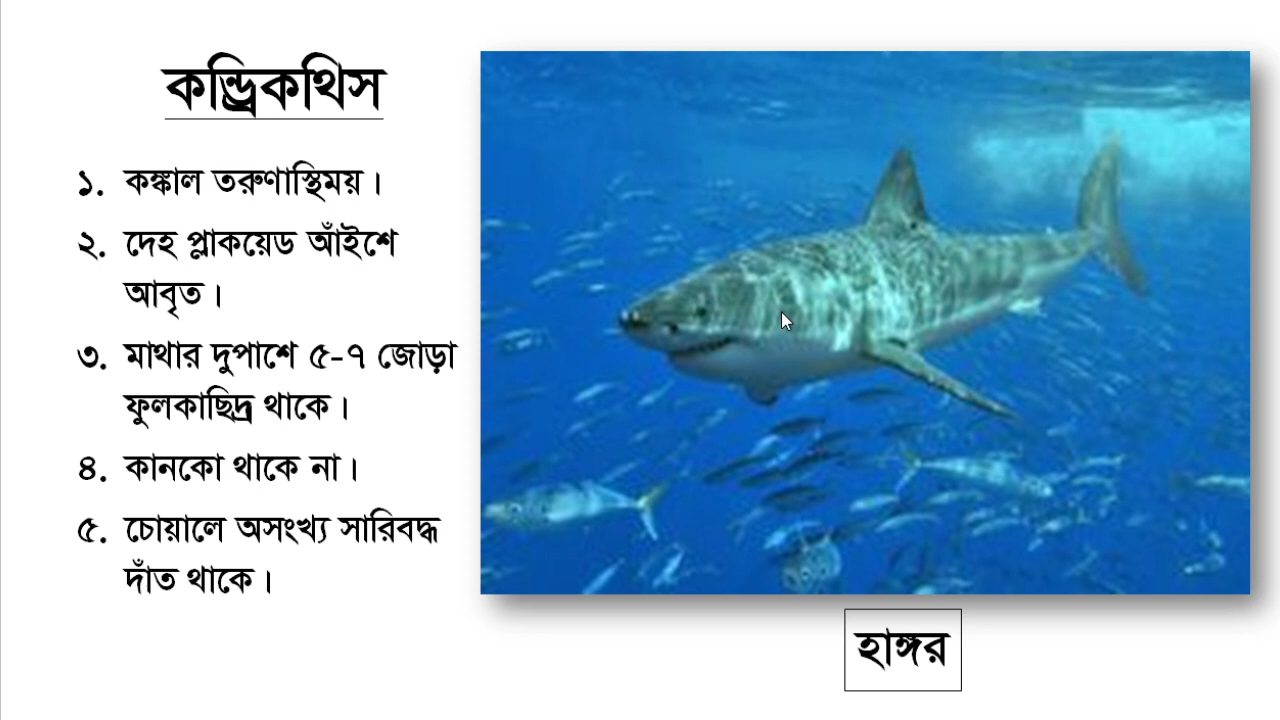 কন্ড্রিকথিস
১. কঙ্কাল তরুণাস্থিময়।
২. দেহ প্লাকয়েড আঁইশে
আবৃত।
৩. মাথার দুপাশে ৫-৭ জোড়া
ফুলকাছিদ্র থাকে।
৪. কানকো থাকে না।
৫. চোয়ালে অসংখ্য সারিবদ্ধ
দাঁত থাকে।
হাঙ্গর